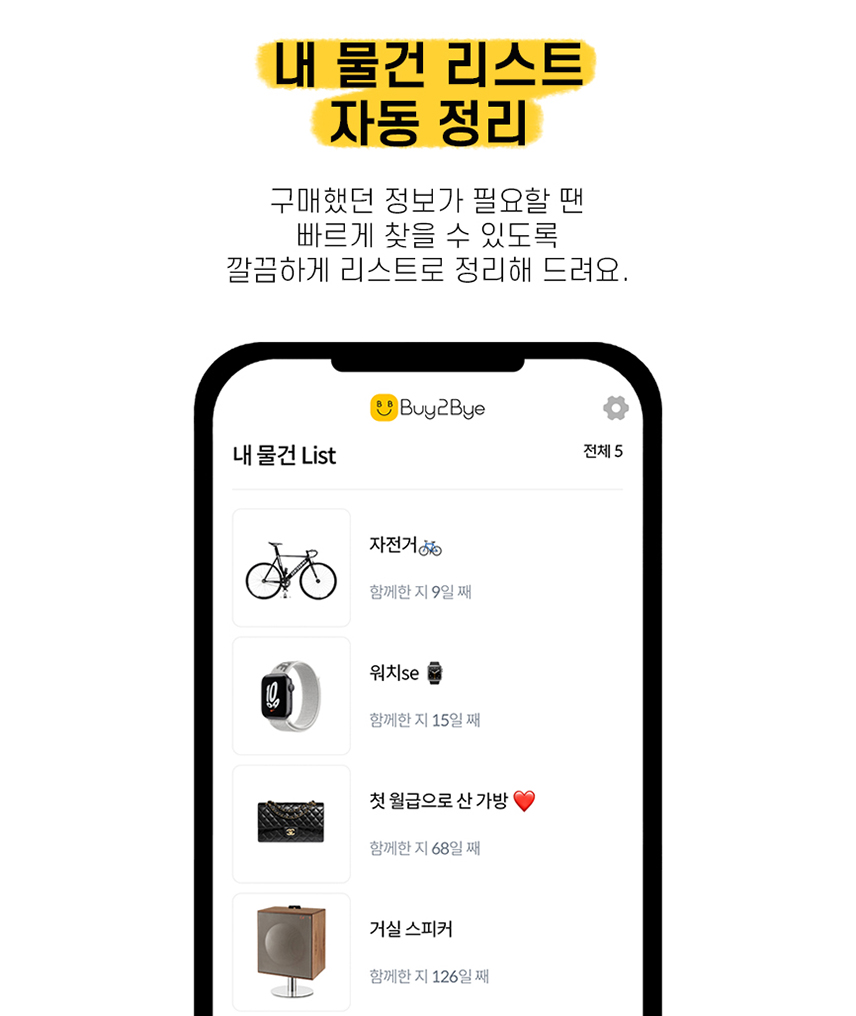 내 물건 리스트
자동 정리
구매했던 정보가 필요할 땐
빠르게 찾을 수 있도록
깔끔하게 리스트로 정리해 드려요.
B B Buy2Bye
내 물건 List
전체 5
자전거🚲
함께한 지 9일 째
워치se ⌚
함께한 지 15일 째
첫 월급으로 산 가방 ❤️
함께한 지 68일 째
거실 스피커
함께한 지 126일 째